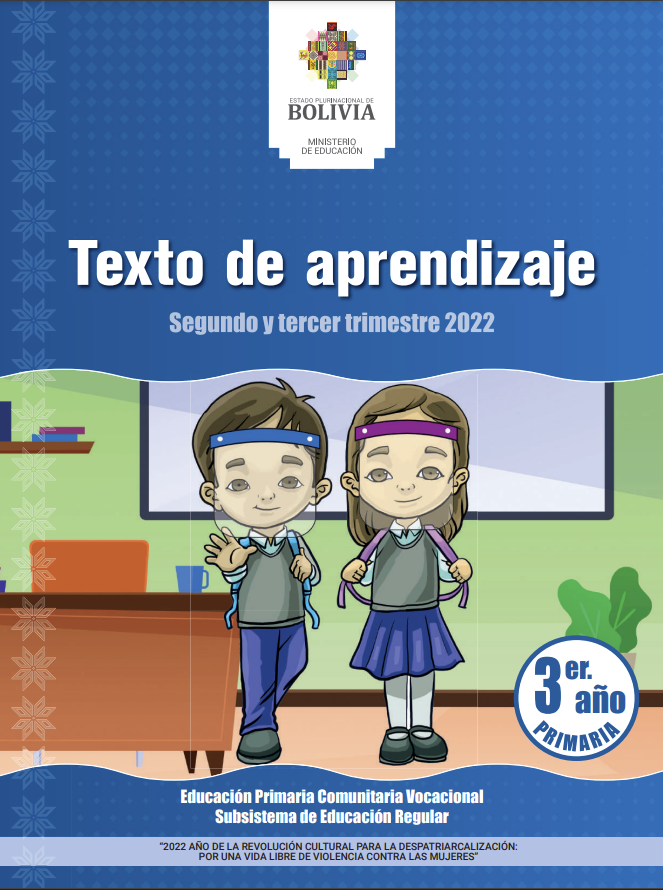 ESTADO PLURINACIONAL DE
BOLIVIA
MINISTERIO
DE EDUCACIÓN
Texto de aprendizaje
Segundo y tercer trimestre 2022
3er.
año
PRIMARIA
Educación Primaria Comunitaria Vocacional
Subsistema de Educación Regular
“2022 AÑO DE LA REVOLUCIÓN CULTURAL PARA LA DESPATRIARCALIZACIÓN:
POR UNA VIDA LIBRE DE VIOLENCIA CONTRA LAS MUJERES”